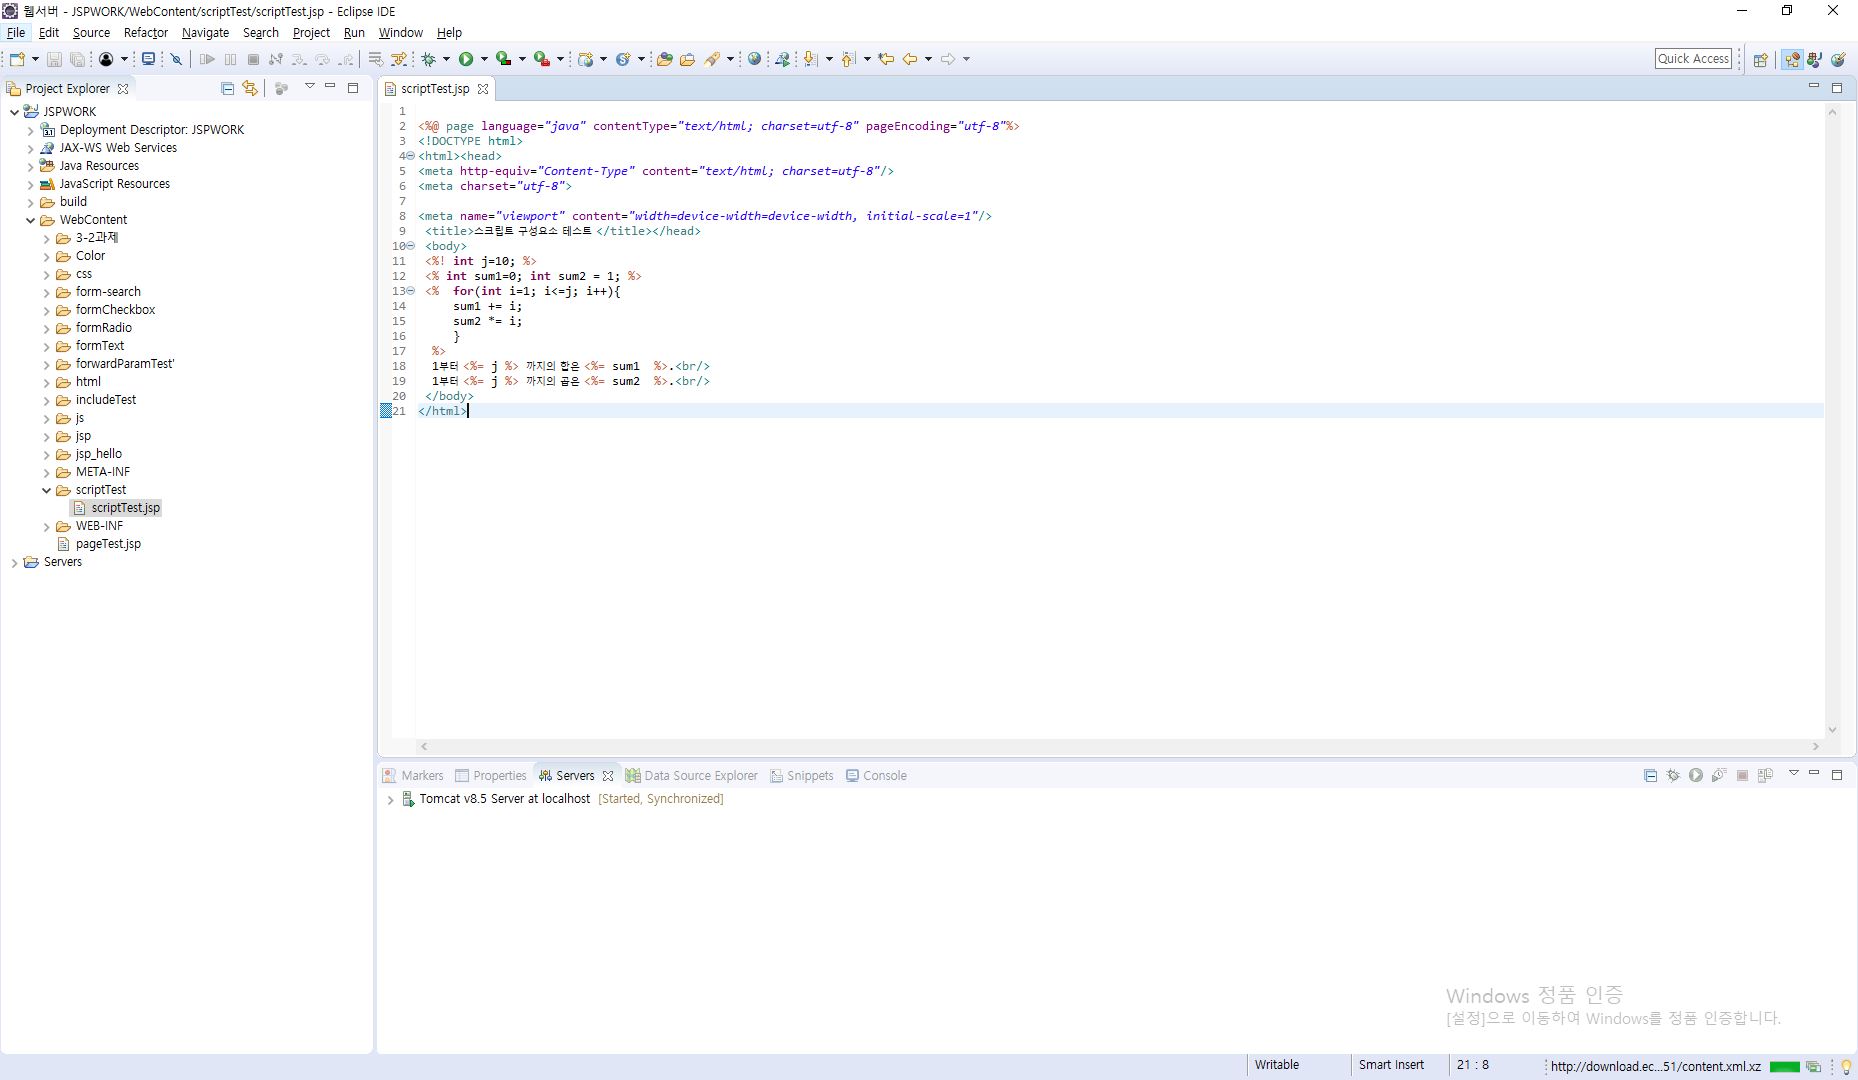 웹서버 - JSPWORK/WebContent/scriptTest/scriptTest.jsp - Eclipse IDE
File Edit Source Refactor Navigate Search Project Run Window Help
Quick Access
Project Explorer
JSPWORK
Deployment Descriptor: JSPWORK
JAX-WS Web Services
Java Resources
JavaScript Resources
build
WebContent
3-2과제
Color
css
form-search
formCheckbox
formRadio
formText
forwardParamTest'
html
includeTest
js
jsp
jsp_hello
META-INF
scriptTest
scriptTest.jsp
WEB-INF
pageTest.jsp
Servers
scriptTest.jsp
1
2 <%@ page language="java" contentType="text/html; charset=utf-8" pageEncoding="utf-8"%>
3 <!DOCTYPE html>
4 <html><head>
5 <meta http-equiv="Content-Type" content="text/html; charset=utf-8"/>
6 <meta charset="utf-8">
7
8 <meta name="viewport" content="width=device-width=device-width, initial-scale=1"/>
9 <title>스크립트 구성요소 테스트 </title></head>
10 <body>
11 <%! int j=10; %>
12 <% int sum1=0; int sum2 = 1; %>
13 <% for(int i=1; i<=j; i++){
14 sum1 += i;
15 sum2 *= i;
16 }
17 %>
18 1부터 <%= j %> 까지의 합은 <%= sum1 %>.<br/>
19 1부터 <%= j %> 까지의 곱은 <%= sum2 %>.<br/>
20 </body>
21 </html>
Markers Properties Servers Data Source Explorer Snippets Console
Tomcat v8.5 Server at localhost [Started, Synchronized]
Windows 정품 인증
[설정]으로 이동하여 Windows를 정품 인증합니다.
Writable Smart Insert 21 : 8 http://download.ec...51/content.xml.xz